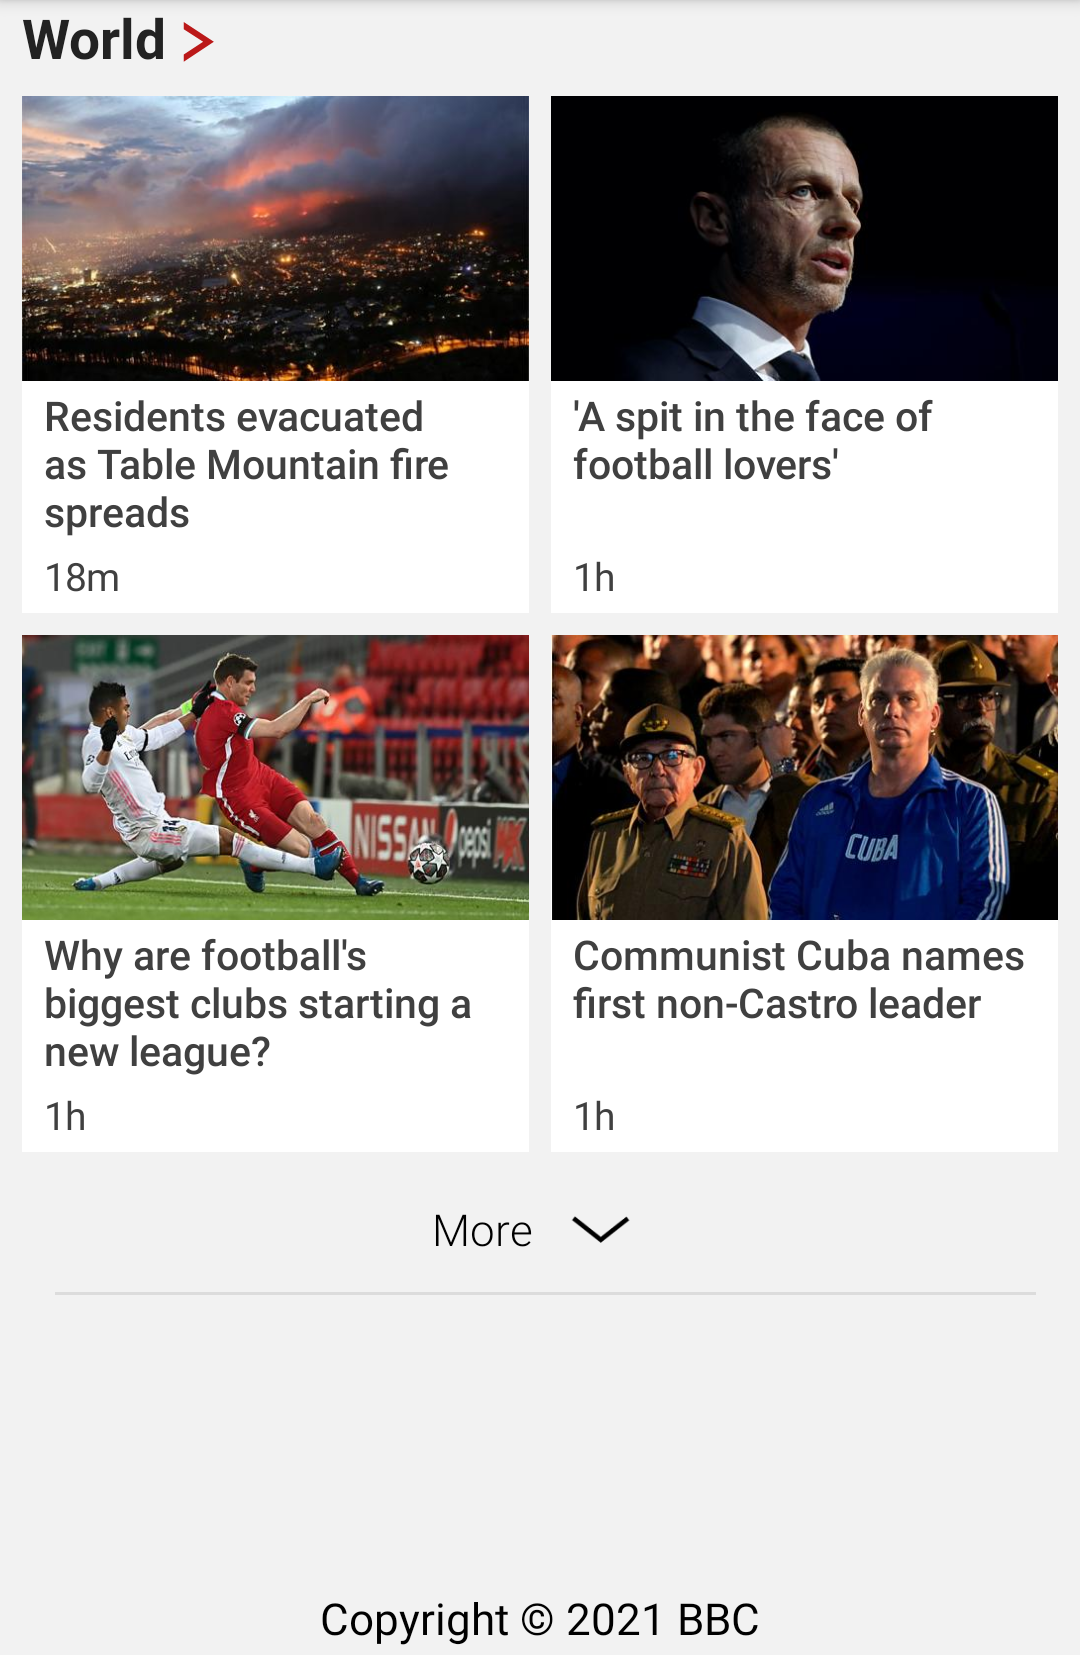 World
Residents evacuated
as Table Mountain fire
spreads
18m
'A spit in the face of
football lovers'
1h
NISSAN pepsi
Why are football's
biggest clubs starting a
new league?
1h
CUBA
Communist Cuba names
first non-Castro leader
1h
More
Copyright © 2021 BBC